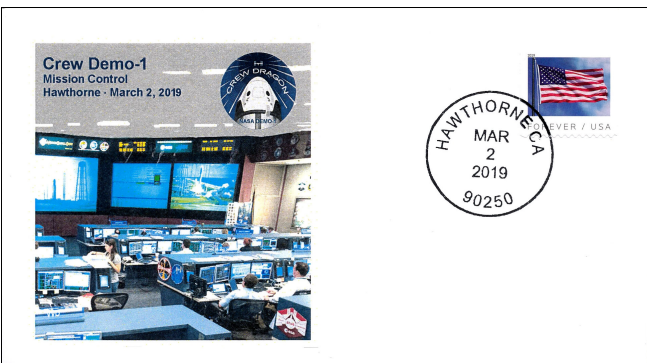 Crew Demo-1
Mission Control
Hawthorne · March 2, 2019
CREW DRAGON
NASA DEMO-1
FOREVER / USA
HAWTHORNE CA
MAR
2
2019
90250